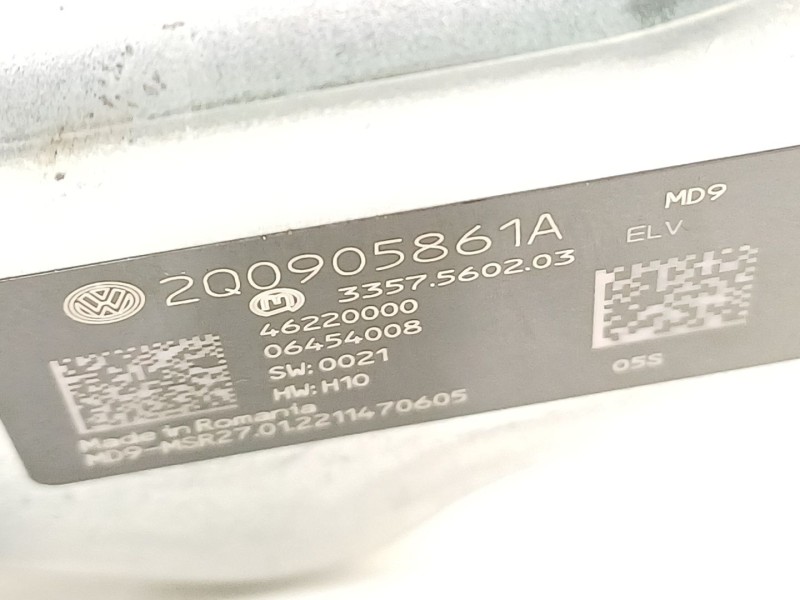 MD9
2Q0905861A
ELV
3357.5602.03
46220000
06454008
SW:0021
HW:H10
05S
Made in Romania
MD9-MSR27.01.2211470605